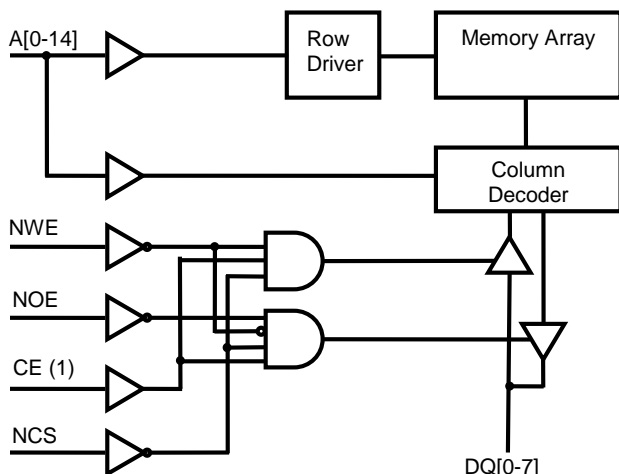 A[0-14]
Row
Driver
Memory Array
Column
Decoder
NWE
NOE
CE (1)
NCS
DQ[0-7]